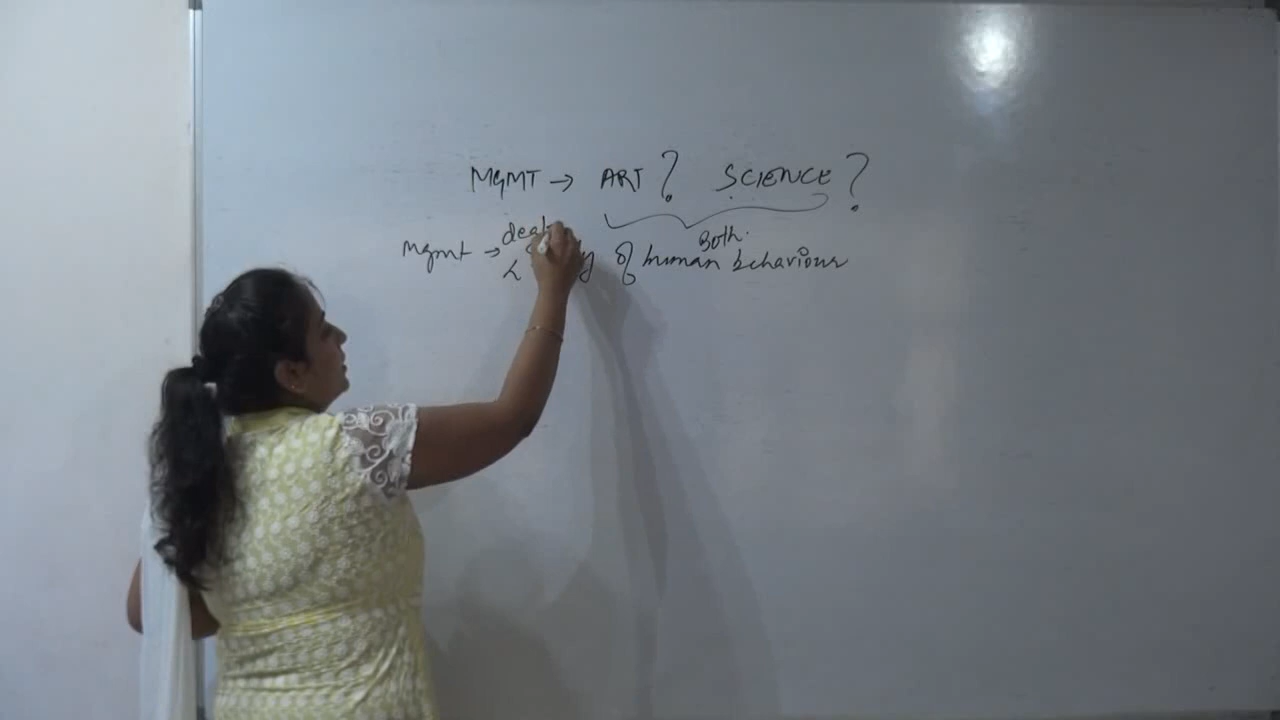 MGMT → ART? SCIENCE?
Both.
Mgmt → deal
of human behaviour